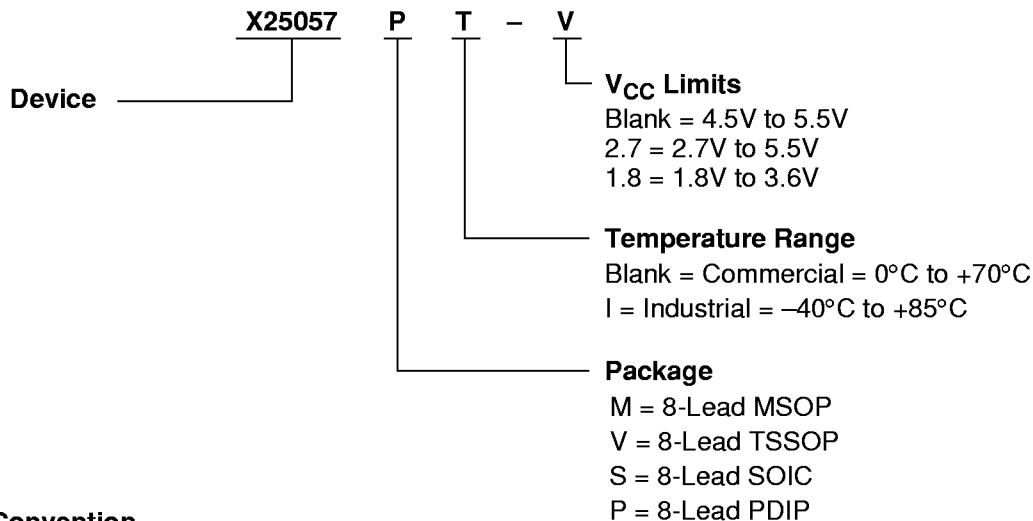 X25057 P T – V
Device
VCC Limits
Blank = 4.5V to 5.5V
2.7 = 2.7V to 5.5V
1.8 = 1.8V to 3.6V
Temperature Range
Blank = Commercial = 0°C to +70°C
I = Industrial = –40°C to +85°C
Package
M = 8-Lead MSOP
V = 8-Lead TSSOP
S = 8-Lead SOIC
P = 8-Lead PDIP
Convention